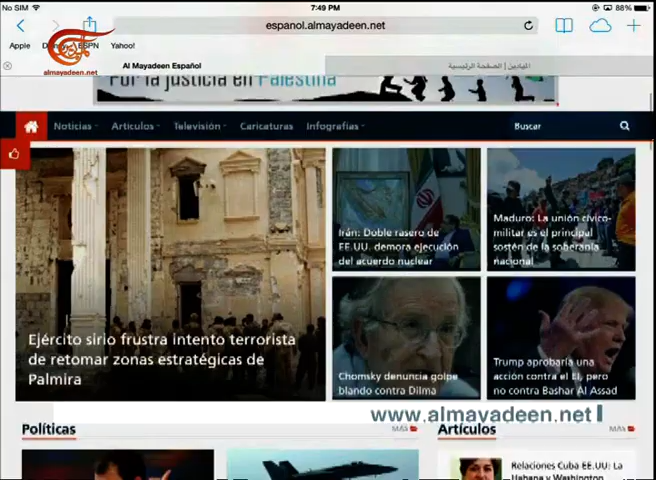 No SIM
7:49 PM
88%
espanol.almayadeen.net
Apple
ESPN
Yahoo!
almayadeen.net
Al Mayadeen Español
الميادين | الصفحة الرئيسية
Por la justicia en Palestina
Noticias
Artículos
Televisión
Caricaturas
Infografías
Buscar
Ejército sirio frustra intento terrorista
de retomar zonas estratégicas de
Palmira
Irán: Doble rasero de
EE.UU. demora ejecución
del acuerdo nuclear
Maduro: La unión cívico-
militar es el principal
sostén de la soberanía
nacional
Chomsky denuncia golpe
blando contra Dilma
Trump aprobaría una
acción contra el EI, pero
no contra Bashar Al Assad
www.almayadeen.net
Políticas
MÁS
Artículos
MÁS
Relaciones Cuba EE.UU: La
Habana y Washington